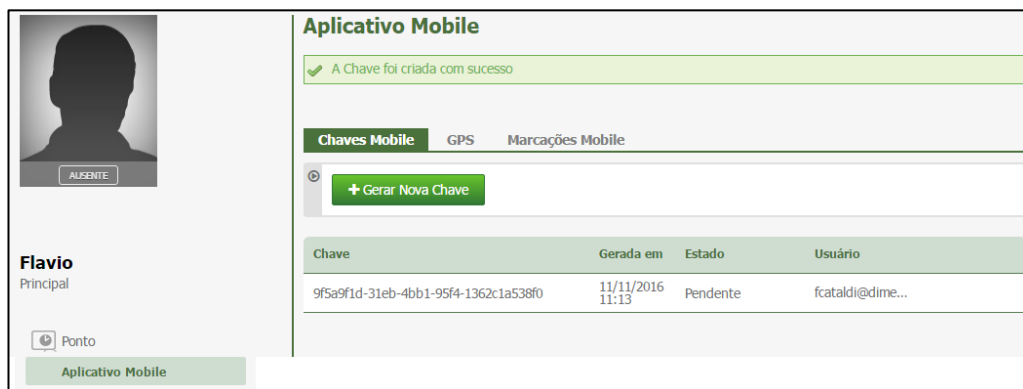 AUSENTE
Flavio
Principal
Ponto
Aplicativo Mobile
Aplicativo Mobile
A Chave foi criada com sucesso
Chaves Mobile GPS Marcações Mobile
+ Gerar Nova Chave
Chave Gerada em Estado Usuário
9f5a9f1d-31eb-4bb1-95f4-1362c1a538f0 11/11/2016 11:13 Pendente fcataldi@dime...